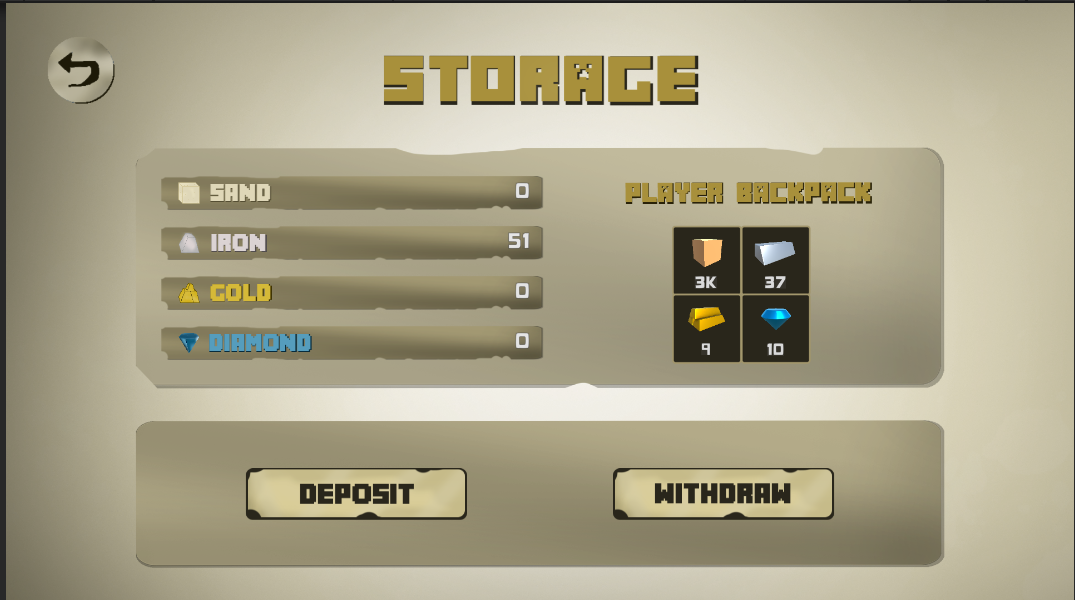 STORAGE
SAND 0
IRON 51
GOLD 0
DIAMOND 0
PLAYER BACKPACK
3K 37
9 10
DEPOSIT WITHDRAW